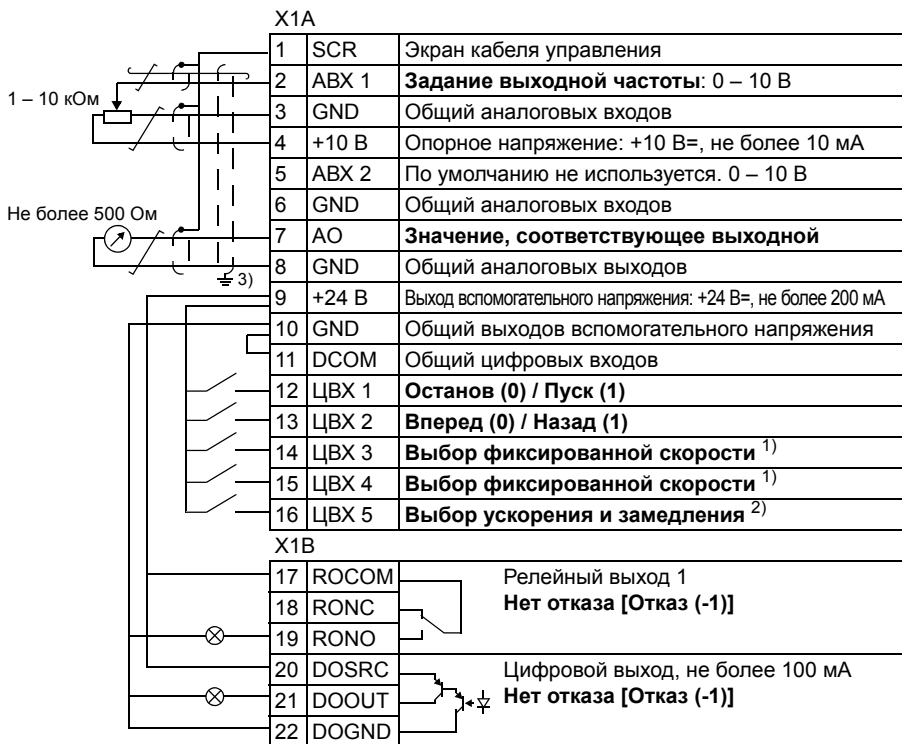 X1A
1 SCR Экран кабеля управления
2 АВХ 1 Задание выходной частоты: 0 – 10 В
1 – 10 кОм
3 GND Общий аналоговых входов
4 +10 В Опорное напряжение: +10 В=, не более 10 мА
5 АВХ 2 По умолчанию не используется. 0 – 10 В
6 GND Общий аналоговых входов
Не более 500 Ом
7 AO Значение, соответствующее выходной
8 GND Общий аналоговых выходов
3)
9 +24 В Выход вспомогательного напряжения: +24 В=, не более 200 мА
10 GND Общий выходов вспомогательного напряжения
11 DCOM Общий цифровых входов
12 ЦВХ 1 Останов (0) / Пуск (1)
13 ЦВХ 2 Вперед (0) / Назад (1)
14 ЦВХ 3 Выбор фиксированной скорости 1)
15 ЦВХ 4 Выбор фиксированной скорости 1)
16 ЦВХ 5 Выбор ускорения и замедления 2)
X1B
17 ROCOM Релейный выход 1
18 RONC Нет отказа [Отказ (-1)]
19 RONO
20 DOSRC Цифровой выход, не более 100 мА
21 DOOUT Нет отказа [Отказ (-1)]
22 DOGND